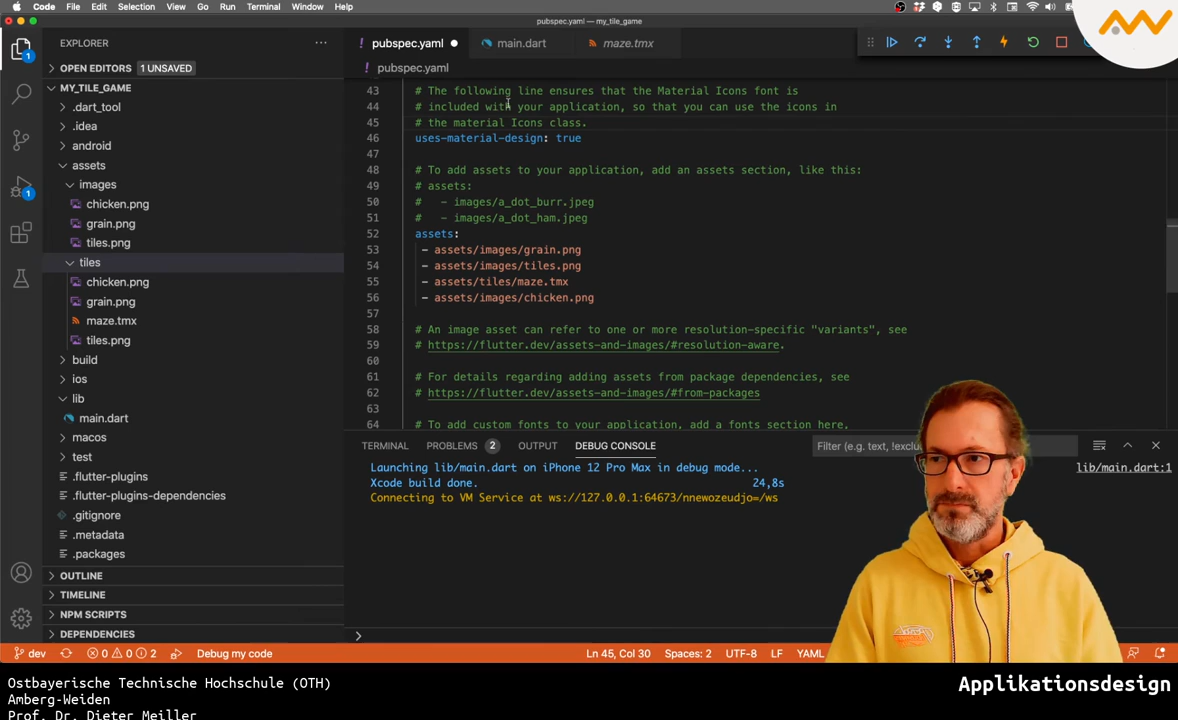 Code File Edit Selection View Go Run Terminal Window Help
pubspec.yaml — my_tile_game
EXPLORER
OPEN EDITORS 1 UNSAVED
MY_TILE_GAME
.dart_tool
.idea
android
assets
images
chicken.png
grain.png
tiles.png
tiles
chicken.png
grain.png
maze.tmx
tiles.png
build
ios
lib
main.dart
macos
test
.flutter-plugins
.flutter-plugins-dependencies
.gitignore
.metadata
.packages
OUTLINE
TIMELINE
NPM SCRIPTS
DEPENDENCIES
pubspec.yaml main.dart maze.tmx
pubspec.yaml
43 # The following line ensures that the Material Icons font is
44 # included with your application, so that you can use the icons in
45 # the material Icons class.
46 uses-material-design: true
47
48 # To add assets to your application, add an assets section, like this:
49 # assets:
50 #   - images/a_dot_burr.jpeg
51 #   - images/a_dot_ham.jpeg
52 assets:
53 - assets/images/grain.png
54 - assets/images/tiles.png
55 - assets/tiles/maze.tmx
56 - assets/images/chicken.png
57
58 # An image asset can refer to one or more resolution-specific "variants", see
59 # https://flutter.dev/assets-and-images/#resolution-aware.
60
61 # For details regarding adding assets from package dependencies, see
62 # https://flutter.dev/assets-and-images/#from-packages
63
64 # To add custom fonts to your application, add a fonts section here,
TERMINAL PROBLEMS 2 OUTPUT DEBUG CONSOLE Filter (e.g. text, !exclu
Launching lib/main.dart on iPhone 12 Pro Max in debug mode... lib/main.dart:1
Xcode build done. 24,8s
Connecting to VM Service at ws://127.0.0.1:64673/nnewozeudjo=/ws
dev 0 0 2 Debug my code Ln 45, Col 30 Spaces: 2 UTF-8 LF YAML
Ostbayerische Technische Hochschule (OTH)
Amberg-Weiden
Prof. Dr. Dieter Meiller
Applikationsdesign